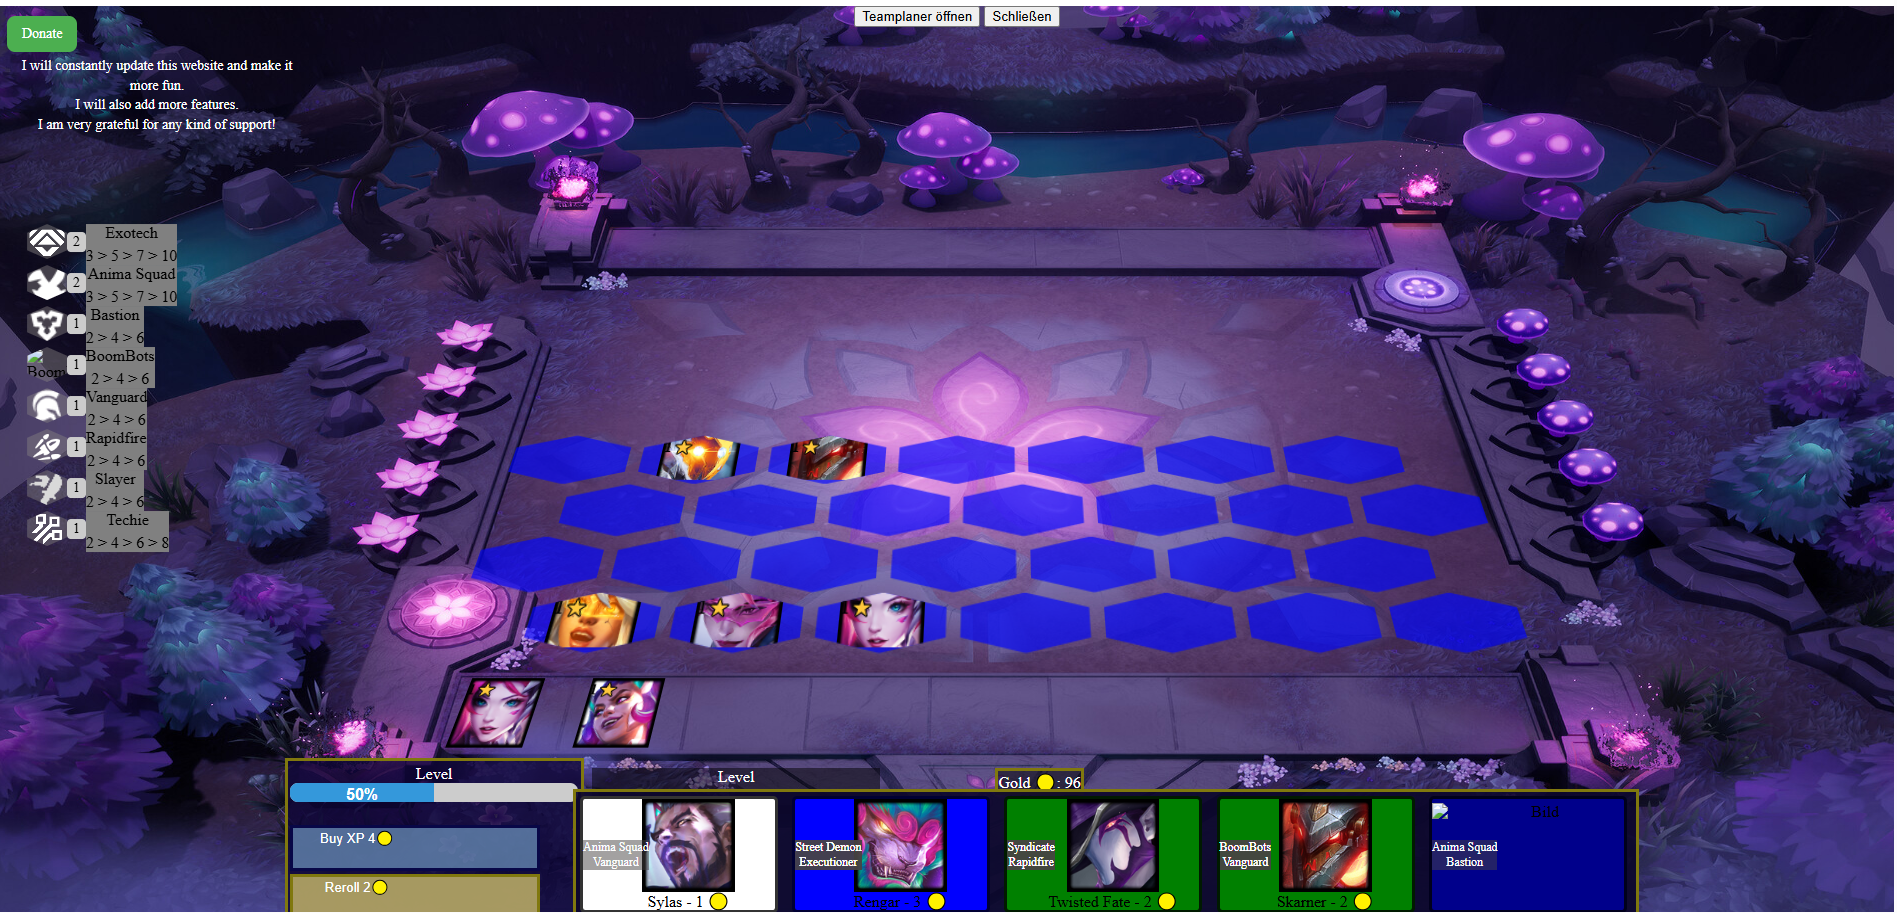 Teamplaner öffnen Schließen
Donate
I will constantly update this website and make it
more fun.
I will also add more features.
I am very grateful for any kind of support!
2 Exotech
3 > 5 > 7 > 10
2 Anima Squad
3 > 5 > 7 > 10
1 Bastion
2 > 4 > 6
Boom 1 BoomBots
2 > 4 > 6
1 Vanguard
2 > 4 > 6
1 Rapidfire
2 > 4 > 6
1 Slayer
2 > 4 > 6
1 Techie
2 > 4 > 6 > 8
Level
50%
Buy XP 4
Reroll 2
Level
Gold : 96
Anima Squad
Vanguard
Sylas - 1
Street Demon
Executioner
Rengar - 3
Syndicate
Rapidfire
Twisted Fate - 2
BoomBots
Vanguard
Skarner - 2
Bild
Anima Squad
Bastion